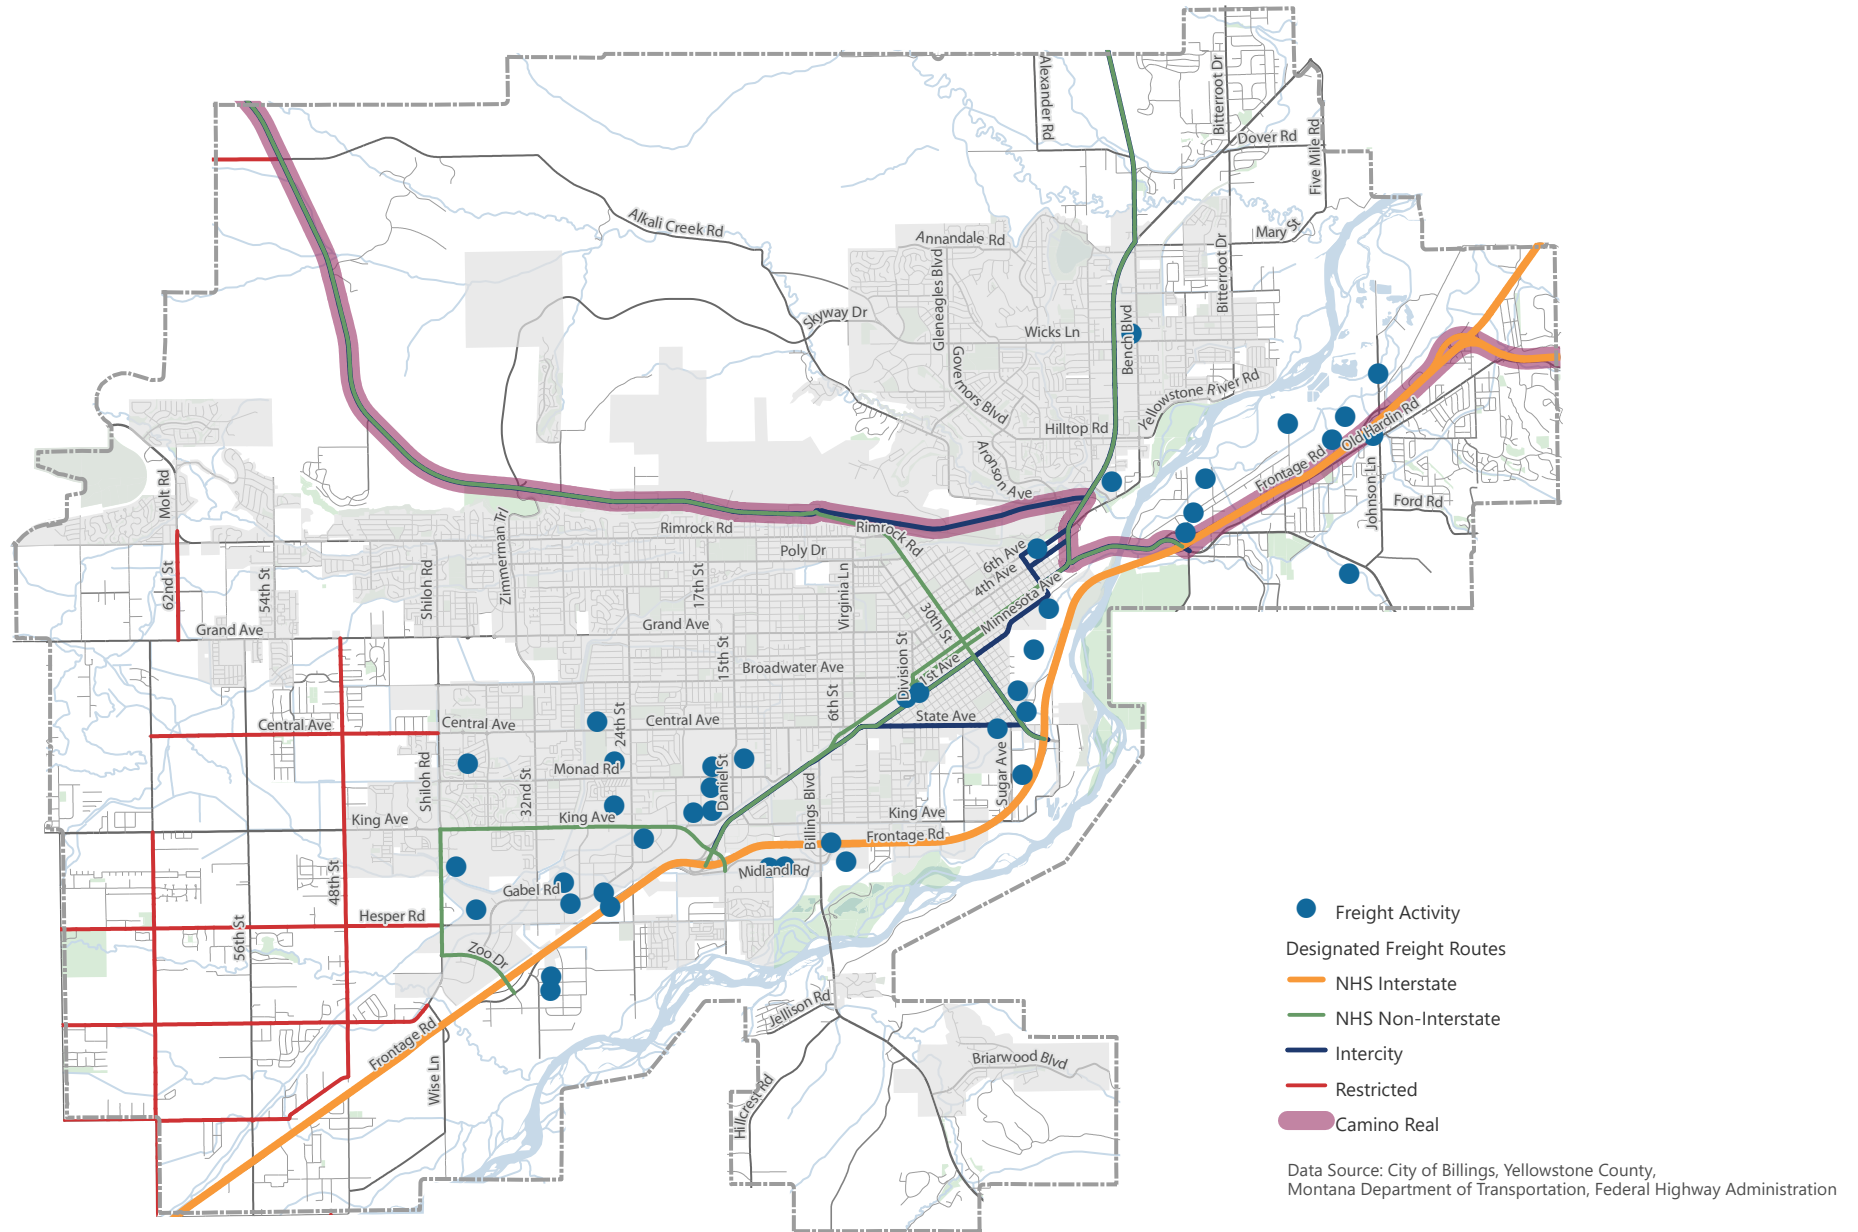 Alexander Rd
Bitterroot Dr
Dover Rd
Five Mile Rd
Alkali Creek Rd
Annandale Rd
Mary St
Gleneagles Blvd
Bitterroot Dr
Skyway Dr
Wicks Ln
Bench Blvd
Governors Blvd
Yellowstone River Rd
Hilltop Rd
Old Hardin Rd
Aronson Ave
Frontage Rd
Molt Rd
Johnson Ln
Ford Rd
Zimmerman Trl
Rimrock Rd
Rimrock Rd
Poly Dr
6th Ave
4th Ave
62nd St
54th St
Shiloh Rd
17th St
Virginia Ln
Minnesota Ave
30th St
Grand Ave
Grand Ave
15th St
Broadwater Ave
Division St
1st Ave
6th St
Central Ave
Central Ave
24th St
Central Ave
State Ave
Shiloh Rd
32nd St
Monad Rd
Daniel St
Billings Blvd
Sugar Ave
King Ave
King Ave
King Ave
Frontage Rd
48th St
Midland Rd
Gabel Rd
Hesper Rd
56th St
Zoo Dr
Jellison Rd
Frontage Rd
Wise Ln
Briarwood Blvd
Hillcrest Rd
Freight Activity
Designated Freight Routes
NHS Interstate
NHS Non-Interstate
Intercity
Restricted
Camino Real
Data Source: City of Billings, Yellowstone County,
Montana Department of Transportation, Federal Highway Administration